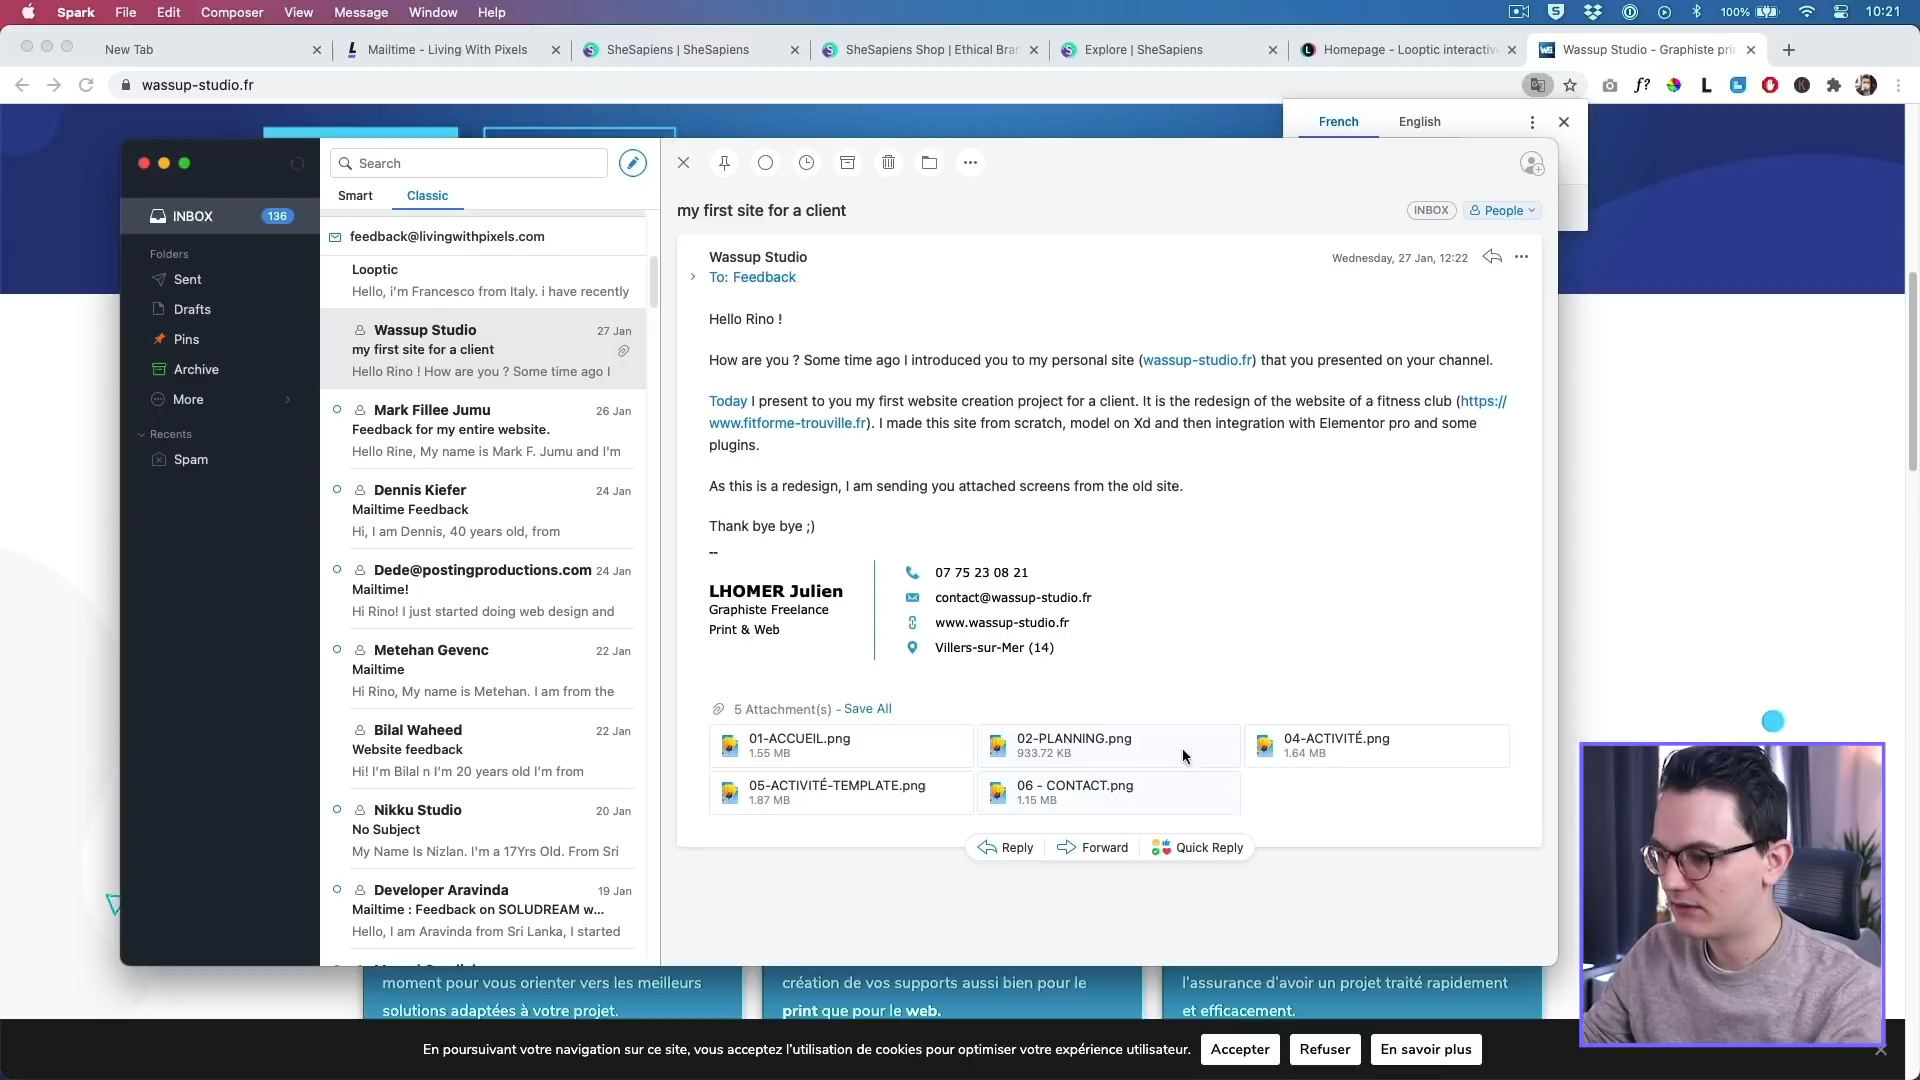 Spark File Edit Composer View Message Window Help 100% 10:21
New Tab
Mailtime - Living With Pixels
SheSapiens | SheSapiens
SheSapiens Shop | Ethical Bra
Explore | SheSapiens
Homepage - Looptic interactiv
Wassup Studio - Graphiste pri
wassup-studio.fr
French English
Search
Smart Classic
INBOX 136
Folders
Sent
Drafts
Pins
Archive
More
Recents
Spam
feedback@livingwithpixels.com
Looptic
Hello, i'm Francesco from Italy. i have recently
Wassup Studio 27 Jan
my first site for a client
Hello Rino ! How are you ? Some time ago I
Mark Fillee Jumu 26 Jan
Feedback for my entire website.
Hello Rine, My name is Mark F. Jumu and I'm
Dennis Kiefer 24 Jan
Mailtime Feedback
Hi, I am Dennis, 40 years old, from
Dede@postingproductions.com 24 Jan
Mailtime!
Hi Rino! I just started doing web design and
Metehan Gevenc 22 Jan
Mailtime
Hi Rino, My name is Metehan. I am from the
Bilal Waheed 22 Jan
Website feedback
Hi! I'm Bilal n I'm 20 years old I'm from
Nikku Studio 20 Jan
No Subject
My Name Is Nizlan. I'm a 17Yrs Old. From Sri
Developer Aravinda 19 Jan
Mailtime : Feedback on SOLUDREAM w...
Hello, I am Aravinda from Sri Lanka, I started
my first site for a client
INBOX People
Wassup Studio
Wednesday, 27 Jan, 12:22
To: Feedback
Hello Rino !
How are you ? Some time ago I introduced you to my personal site (wassup-studio.fr) that you presented on your channel.
Today I present to you my first website creation project for a client. It is the redesign of the website of a fitness club (https://
www.fitforme-trouville.fr). I made this site from scratch, model on Xd and then integration with Elementor pro and some
plugins.
As this is a redesign, I am sending you attached screens from the old site.
Thank bye bye ;)
--
LHOMER Julien
Graphiste Freelance
Print & Web
07 75 23 08 21
contact@wassup-studio.fr
www.wassup-studio.fr
Villers-sur-Mer (14)
5 Attachment(s) - Save All
01-ACCUEIL.png
1.55 MB
02-PLANNING.png
933.72 KB
04-ACTIVITÉ.png
1.64 MB
05-ACTIVITÉ-TEMPLATE.png
1.87 MB
06 - CONTACT.png
1.15 MB
Reply Forward Quick Reply
moment pour vous orienter vers les meilleurs
solutions adaptées à votre projet.
création de vos supports aussi bien pour le
print que pour le web.
l'assurance d'avoir un projet traité rapidement
et efficacement.
En poursuivant votre navigation sur ce site, vous acceptez l'utilisation de cookies pour optimiser votre expérience utilisateur.
Accepter Refuser En savoir plus